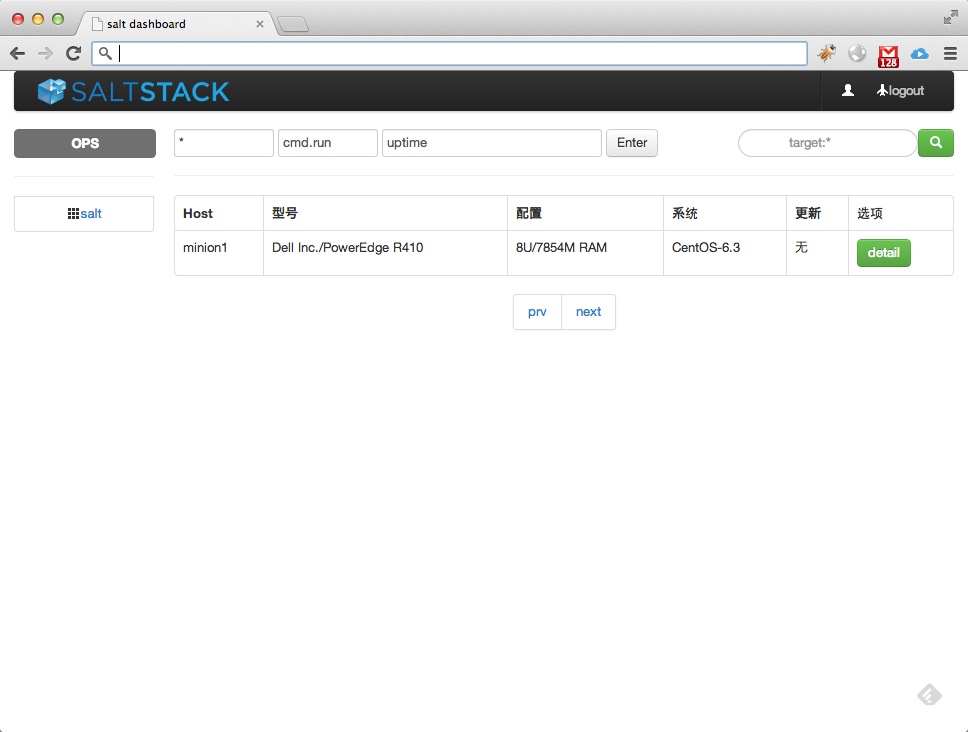 salt dashboard
128
SALTSTACK
logout
OPS
* cmd.run uptime Enter target:*
salt
Host 型号 配置 系统 更新 选项
minion1 Dell Inc./PowerEdge R410 8U/7854M RAM CentOS-6.3 无 detail
prv next